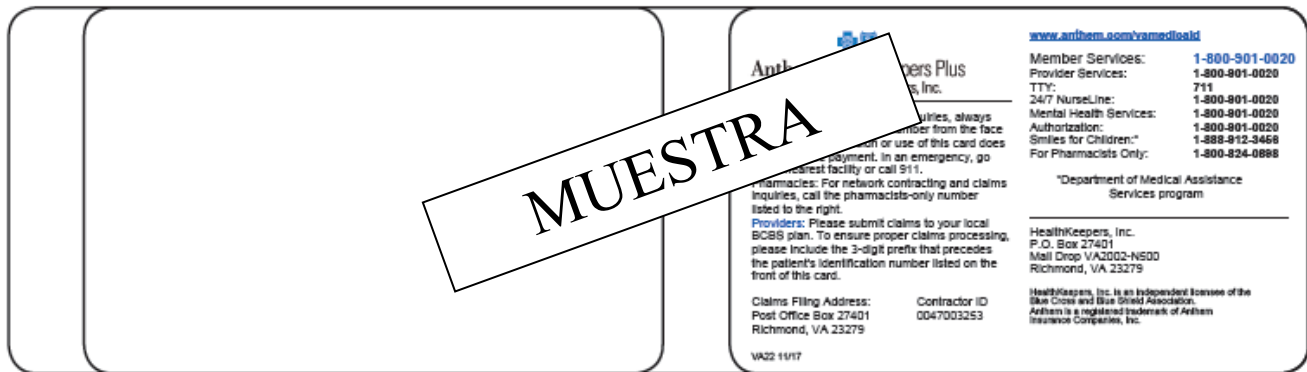 MUESTRA
Anth
pers Plus
s, Inc.
uiries, always
mber from the face
on or use of this card does
payment. In an emergency, go
earest facility or call 911.
Pharmacies: For network contracting and claims
inquiries, call the pharmacists-only number
listed to the right.
Providers: Please submit claims to your local
BCBS plan. To ensure proper claims processing,
please include the 3-digit prefix that precedes
the patient's identification number listed on the
front of this card.
Claims Filing Address:
Post Office Box 27401
Richmond, VA 23279
Contractor ID
0047003253
VA22 11/17
www.anthem.com/vamedicaid
Member Services: 1-800-901-0020
Provider Services: 1-800-901-0020
TTY: 711
24/7 NurseLine: 1-800-901-0020
Mental Health Services: 1-800-901-0020
Authorization: 1-800-901-0020
Smiles for Children:* 1-888-912-3456
For Pharmacists Only: 1-800-824-0898
*Department of Medical Assistance
Services program
HealthKeepers, Inc.
P.O. Box 27401
Mail Drop VA2002-N500
Richmond, VA 23279
HealthKeepers, Inc. is an independent licensee of the
Blue Cross and Blue Shield Association.
Anthem is a registered trademark of Anthem
Insurance Companies, Inc.